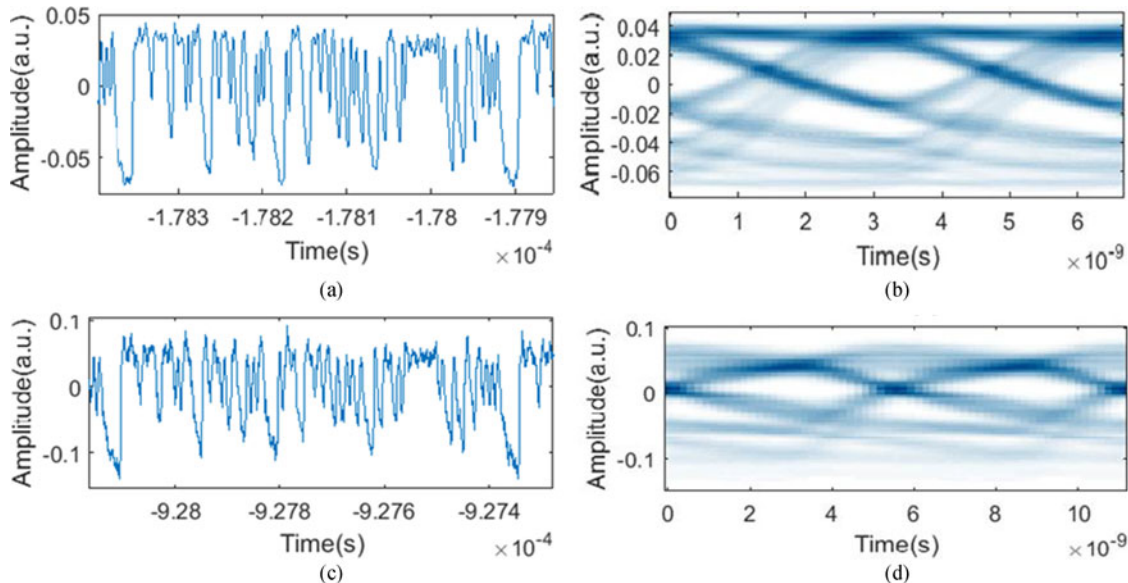 0.05
0
-0.05
Amplitude(a.u.)
-1.783 -1.782 -1.781 -1.78 -1.779
Time(s)
× 10⁻⁴
(a)
0.04
0.02
0
-0.02
-0.04
-0.06
Amplitude(a.u.)
0 1 2 3 4 5 6
Time(s)
× 10⁻⁹
(b)
0.1
0
-0.1
Amplitude(a.u.)
-9.28 -9.278 -9.276 -9.274
Time(s)
× 10⁻⁴
(c)
0.1
0
-0.1
Amplitude(a.u.)
0 2 4 6 8 10
Time(s)
× 10⁻⁹
(d)